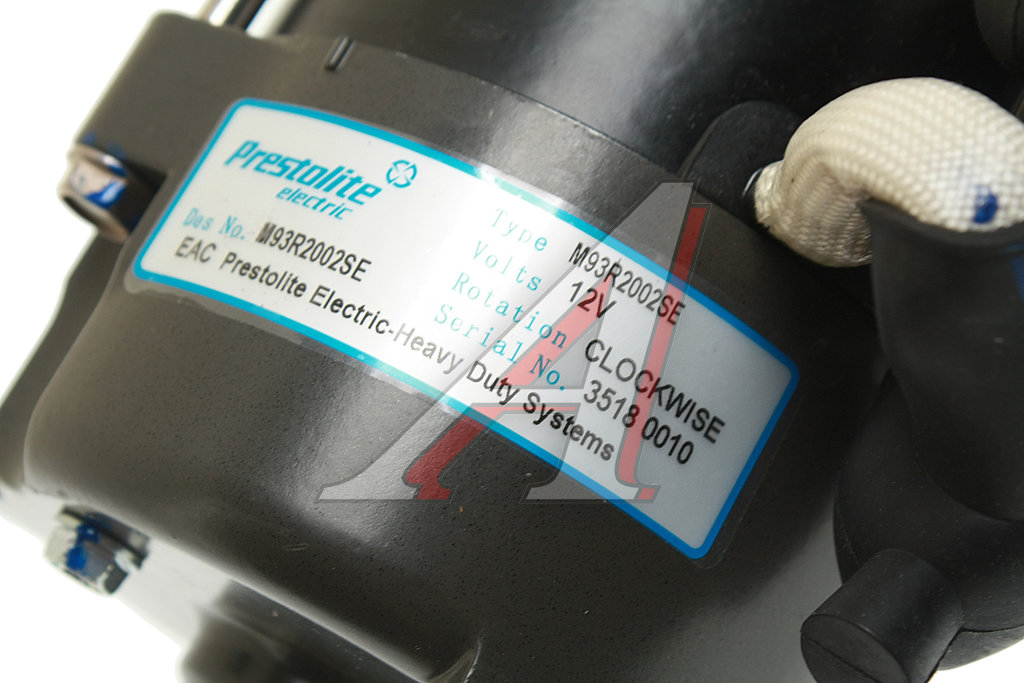 Prestolite
electric
Des No. M93R2002SE
Type M93R2002SE
Volts 12V
Rotation CLOCKWISE
Serial No. 3518 0010
EAC Prestolite Electric-Heavy Duty Systems